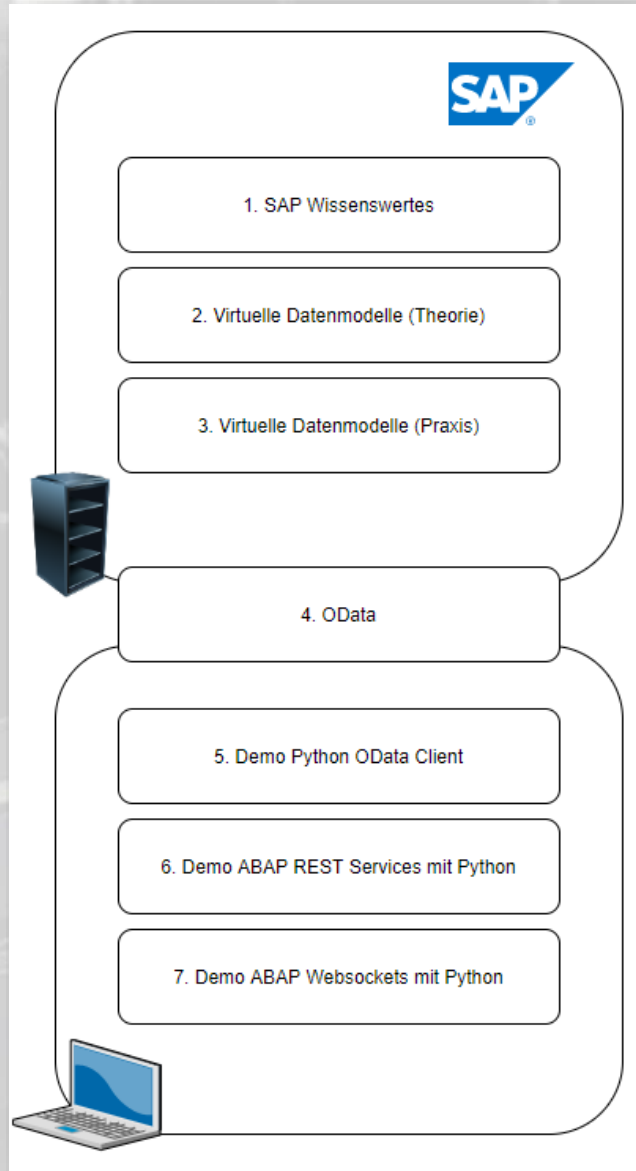 SAP
®
1. SAP Wissenswertes
2. Virtuelle Datenmodelle (Theorie)
3. Virtuelle Datenmodelle (Praxis)
4. OData
5. Demo Python OData Client
6. Demo ABAP REST Services mit Python
7. Demo ABAP Websockets mit Python